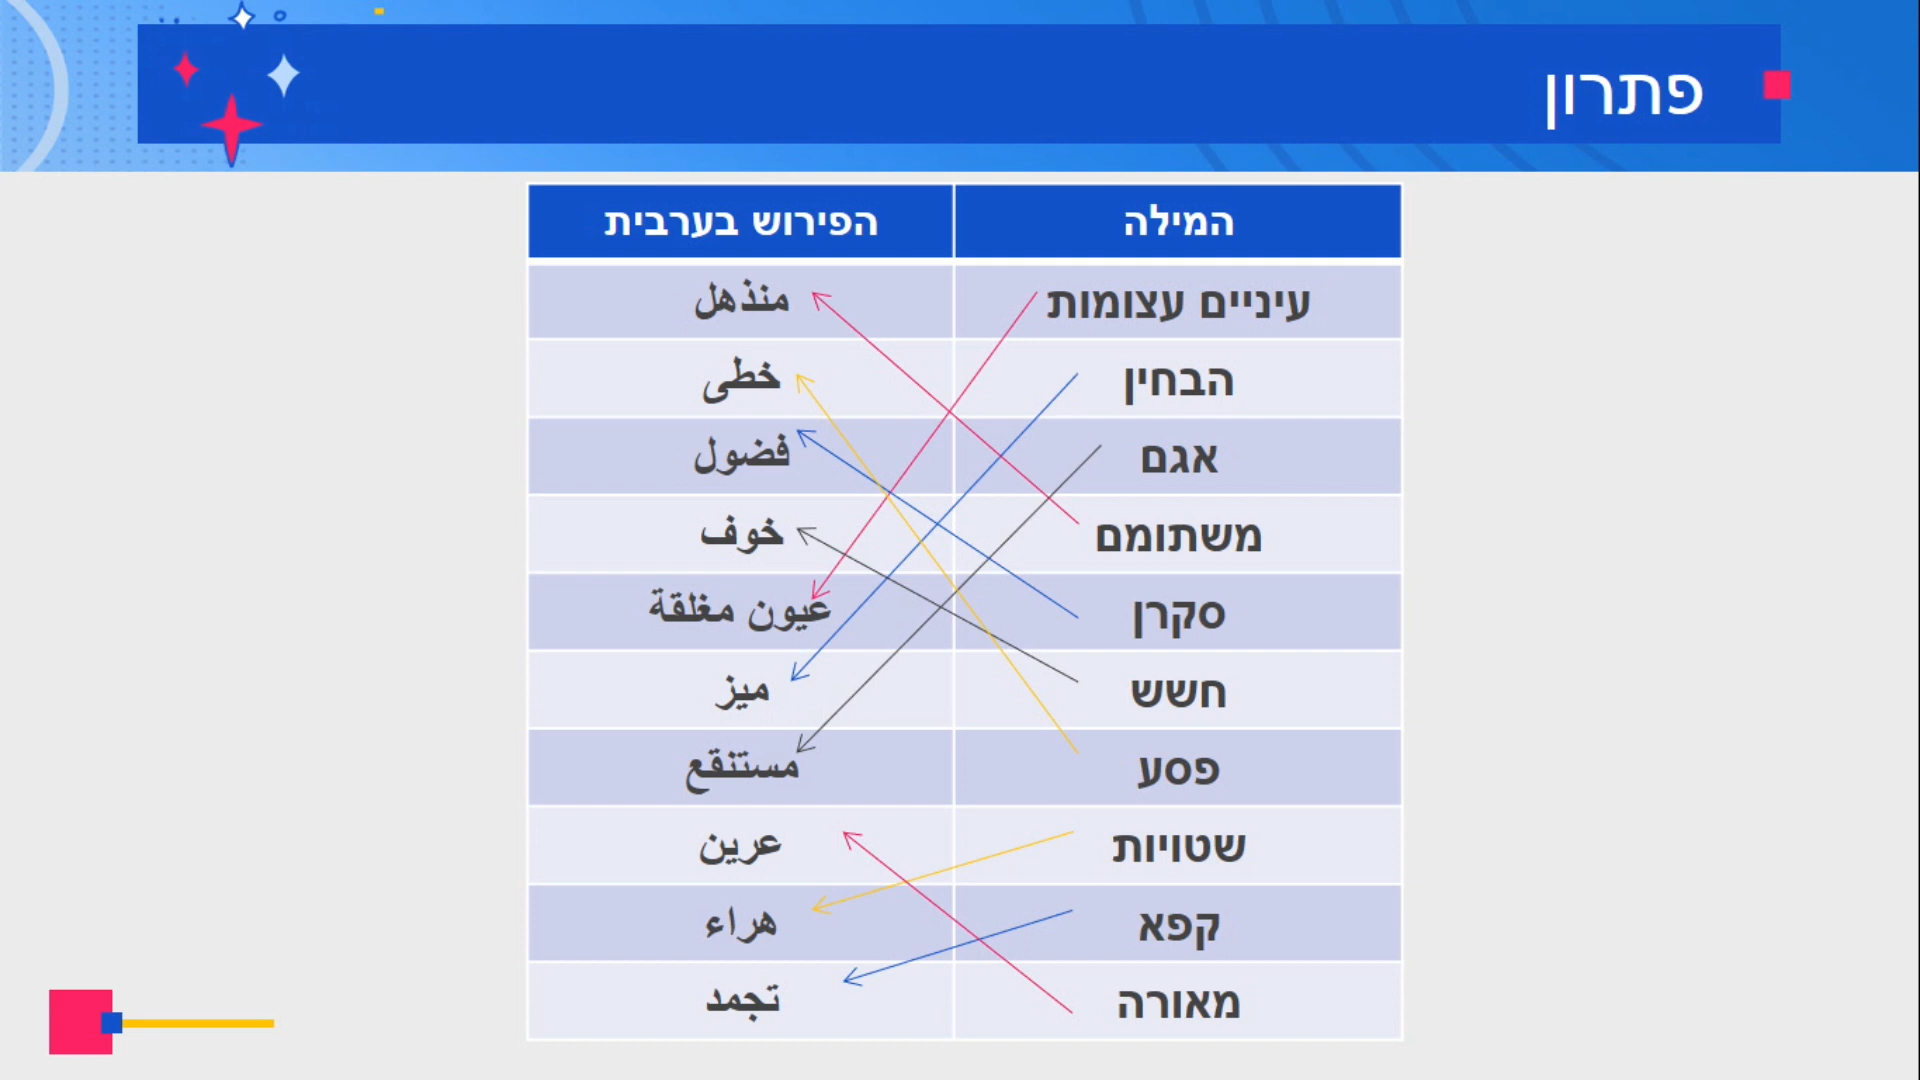 פתרון
המילה הפירוש בערבית
עיניים עצומות منذهل
הבחין خطى
אגם فضول
משתומם خوف
סקרן عيون مغلقة
חשש ميز
פסע مستنقع
שטויות عرين
קפא هراء
מאורה تجمد